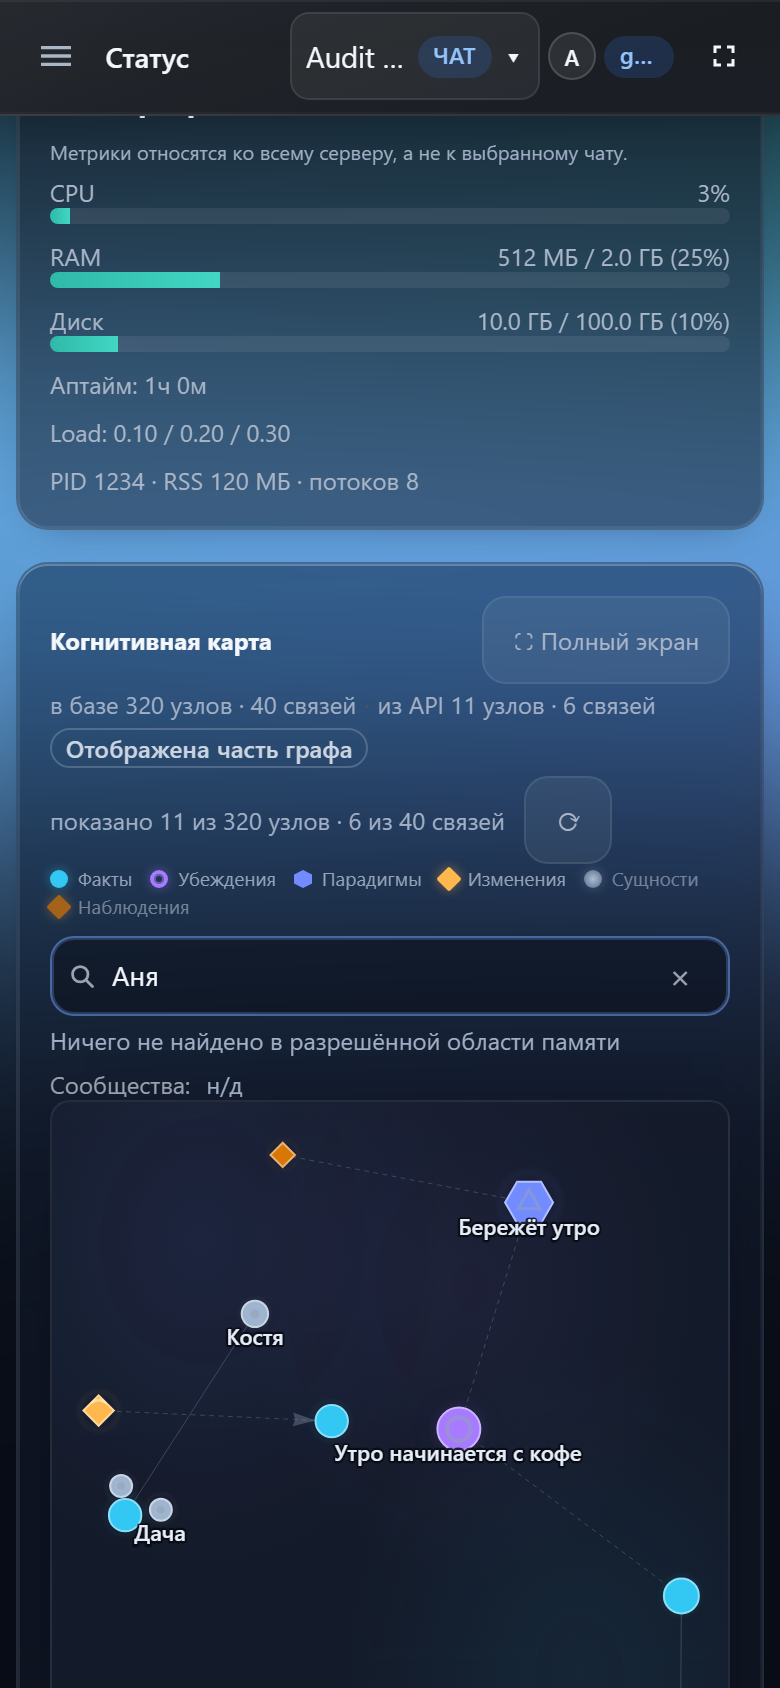 Статус
Audit ...
ЧАТ
A
g...
Метрики относятся ко всему серверу, а не к выбранному чату.
CPU 3%
RAM 512 МБ / 2.0 ГБ (25%)
Диск 10.0 ГБ / 100.0 ГБ (10%)
Аптайм: 1ч 0м
Load: 0.10 / 0.20 / 0.30
PID 1234 · RSS 120 МБ · потоков 8
Когнитивная карта
Полный экран
в базе 320 узлов · 40 связей · из API 11 узлов · 6 связей
Отображена часть графа
показано 11 из 320 узлов · 6 из 40 связей
Факты Убеждения Парадигмы Изменения Сущности
Наблюдения
Аня
Ничего не найдено в разрешённой области памяти
Сообщества: н/д
Бережёт утро
Костя
Утро начинается с кофе
Дача